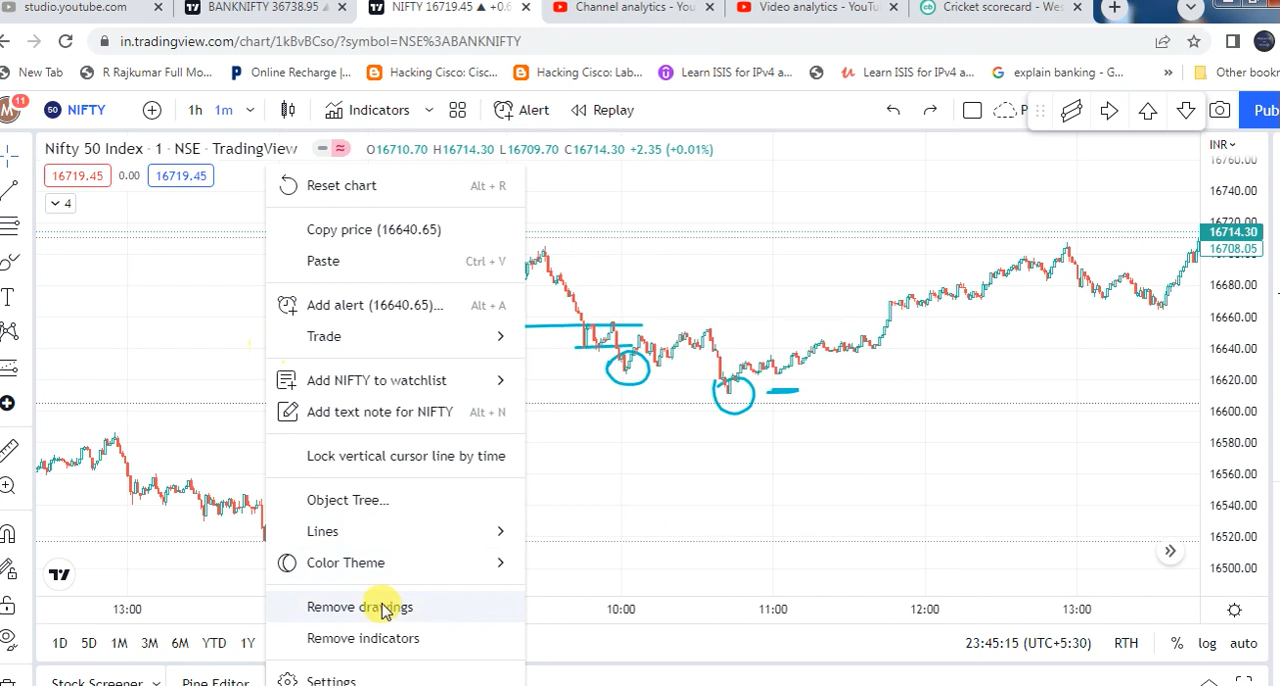 studio.youtube.com
BANKNIFTY 36738.95
NIFTY 16719.45 ▲ +0.6
Channel analytics - YouTu
Video analytics - YouTu
Cricket scorecard - Wes
in.tradingview.com/chart/1kBvBCso/?symbol=NSE%3ABANKNIFTY
New Tab
R Rajkumar Full Mo...
Online Recharge |...
Hacking Cisco: Cisc...
Hacking Cisco: Lab...
Learn ISIS for IPv4 a...
Learn ISIS for IPv4 a...
explain banking - G...
»
Other bookm
M 11
50 NIFTY
1h 1m
Indicators
Alert
Replay
Pub
Nifty 50 Index · 1 · NSE · TradingView
O16710.70 H16714.30 L16709.70 C16714.30 +2.35 (+0.01%)
INR
16719.45 0.00 16719.45
4
Reset chart Alt + R
Copy price (16640.65)
Paste Ctrl + V
Add alert (16640.65)... Alt + A
Trade
Add NIFTY to watchlist
Add text note for NIFTY Alt + N
Lock vertical cursor line by time
Object Tree...
Lines
Color Theme
Remove drawings
Remove indicators
Settings
16760.00
16740.00
16720.00
16714.30
16708.05
16680.00
16660.00
16640.00
16620.00
16600.00
16580.00
16560.00
16540.00
16520.00
16500.00
13:00 10:00 11:00 12:00 13:00
1D 5D 1M 3M 6M YTD 1Y
23:45:15 (UTC+5:30) RTH % log auto
Stock Screener Pine Editor